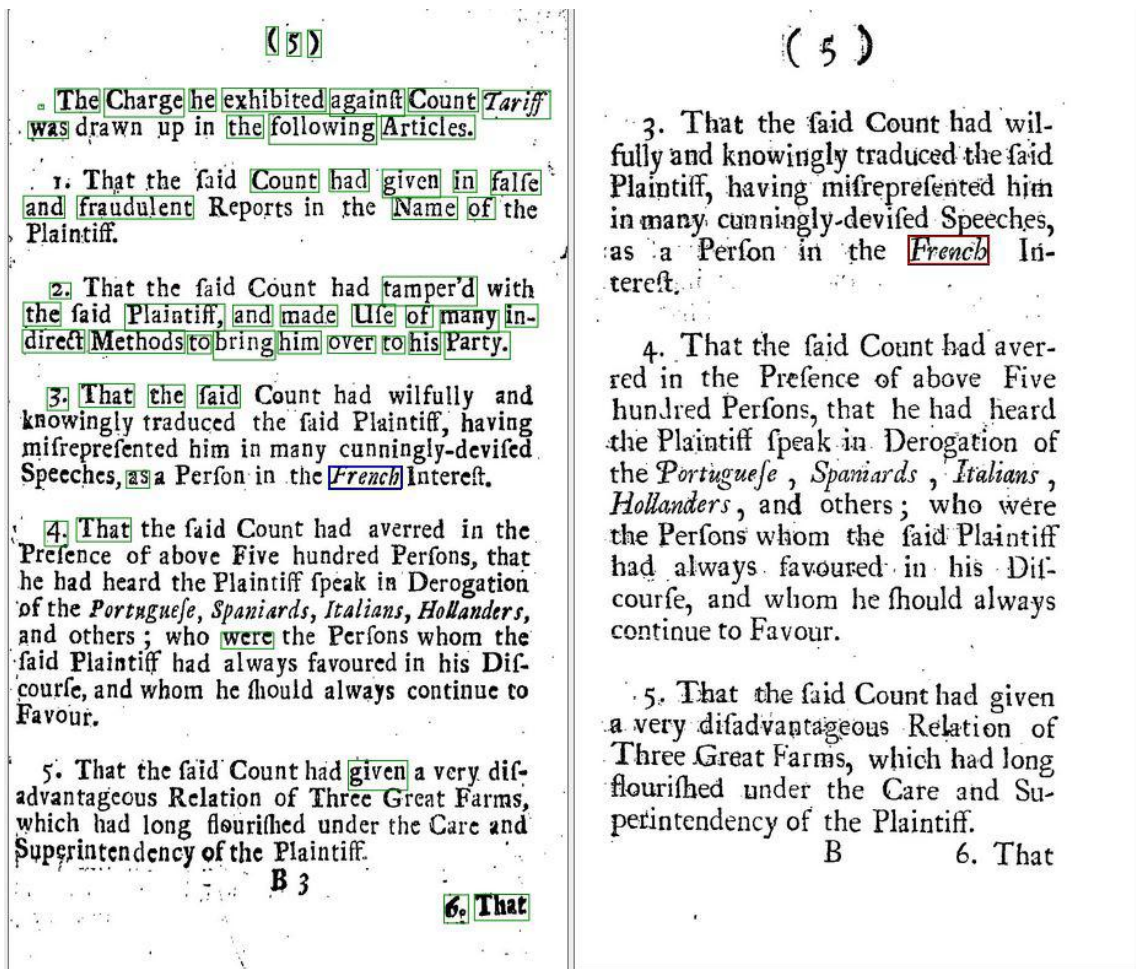 (5)
The Charge he exhibited againſt Count Tariff
was drawn up in the following Articles.
1. That the ſaid Count had given in falſe
and fraudulent Reports in the Name of the
Plaintiff.
2. That the ſaid Count had tamper'd with
the ſaid Plaintiff, and made Uſe of many in-
direct Methods to bring him over to his Party.
3. That the ſaid Count had wilfully and
knowingly traduced the ſaid Plaintiff, having
miſrepreſented him in many cunningly-deviſed
Speeches, as a Perſon in the French Intereſt.
4. That the ſaid Count had averred in the
Preſence of above Five hundred Perſons, that
he had heard the Plaintiff ſpeak in Derogation
of the Portugueſe, Spaniards, Italians, Hollanders,
and others ; who were the Perſons whom the
ſaid Plaintiff had always favoured in his Diſ-
courſe, and whom he ſhould always continue to
Favour.
5. That the ſaid Count had given a very diſ-
advantageous Relation of Three Great Farms,
which had long flouriſhed under the Care and
Superintendency of the Plaintiff.
B 3
6. That
( 5 )
3. That the ſaid Count had wil-
fully and knowingly traduced the ſaid
Plaintiff, having miſrepreſented him
in many cunningly-deviſed Speeches,
as a Perſon in the French In-
tereſt.
4. That the ſaid Count had aver-
red in the Preſence of above Five
hundred Perſons, that he had heard
the Plaintiff ſpeak in Derogation of
the Portugueſe , Spaniards , Italians ,
Hollanders , and others ; who were
the Perſons whom the ſaid Plaintiff
had always favoured in his Diſ-
courſe, and whom he ſhould always
continue to Favour.
5. That the ſaid Count had given
a very diſadvantageous Relation of
Three Great Farms, which had long
flouriſhed under the Care and Su-
perintendency of the Plaintiff.
B 6. That